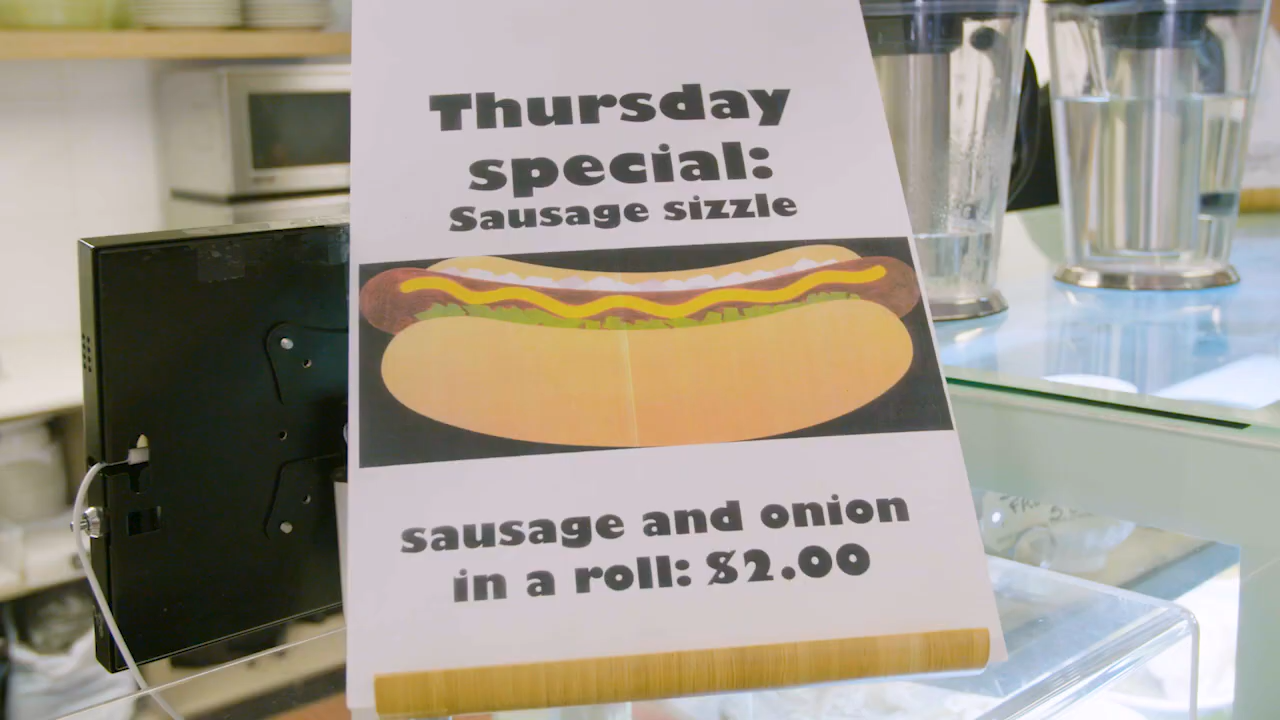 Thursday
special:
Sausage sizzle
sausage and onion
in a roll: $2.00